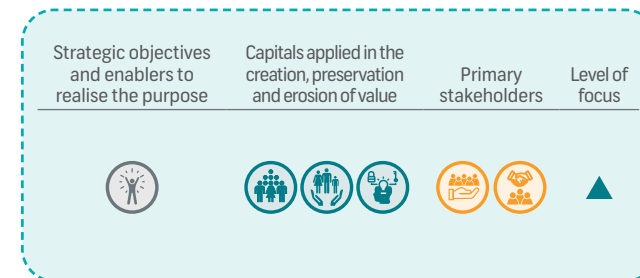 Strategic objectives
and enablers to
realise the purpose
Capitals applied in the
creation, preservation
and erosion of value
Primary
stakeholders
Level of
focus